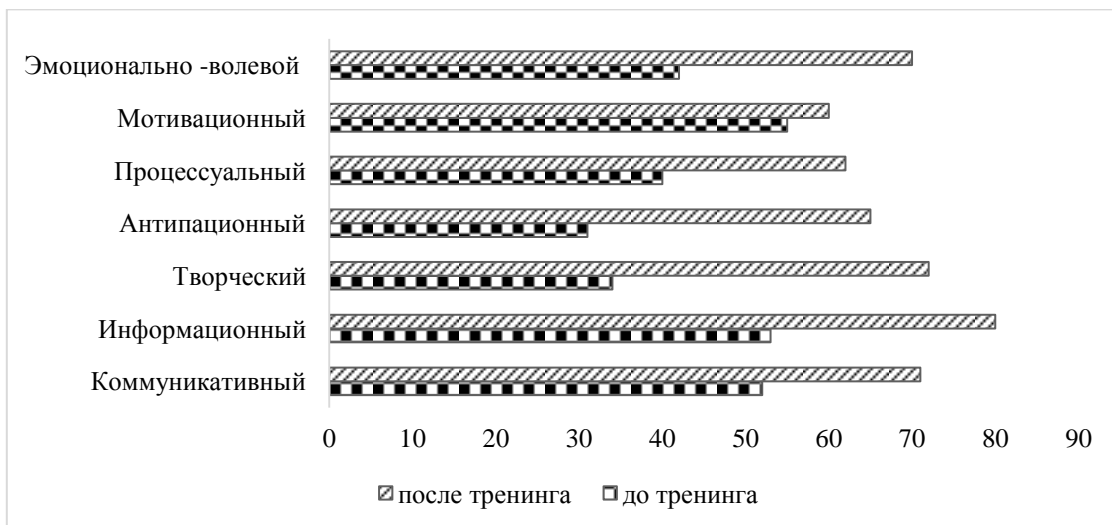 Эмоционально -волевой
Мотивационный
Процессуальный
Антипационный
Творческий
Информационный
Коммуникативный
0 10 20 30 40 50 60 70 80 90
после тренинга до тренинга